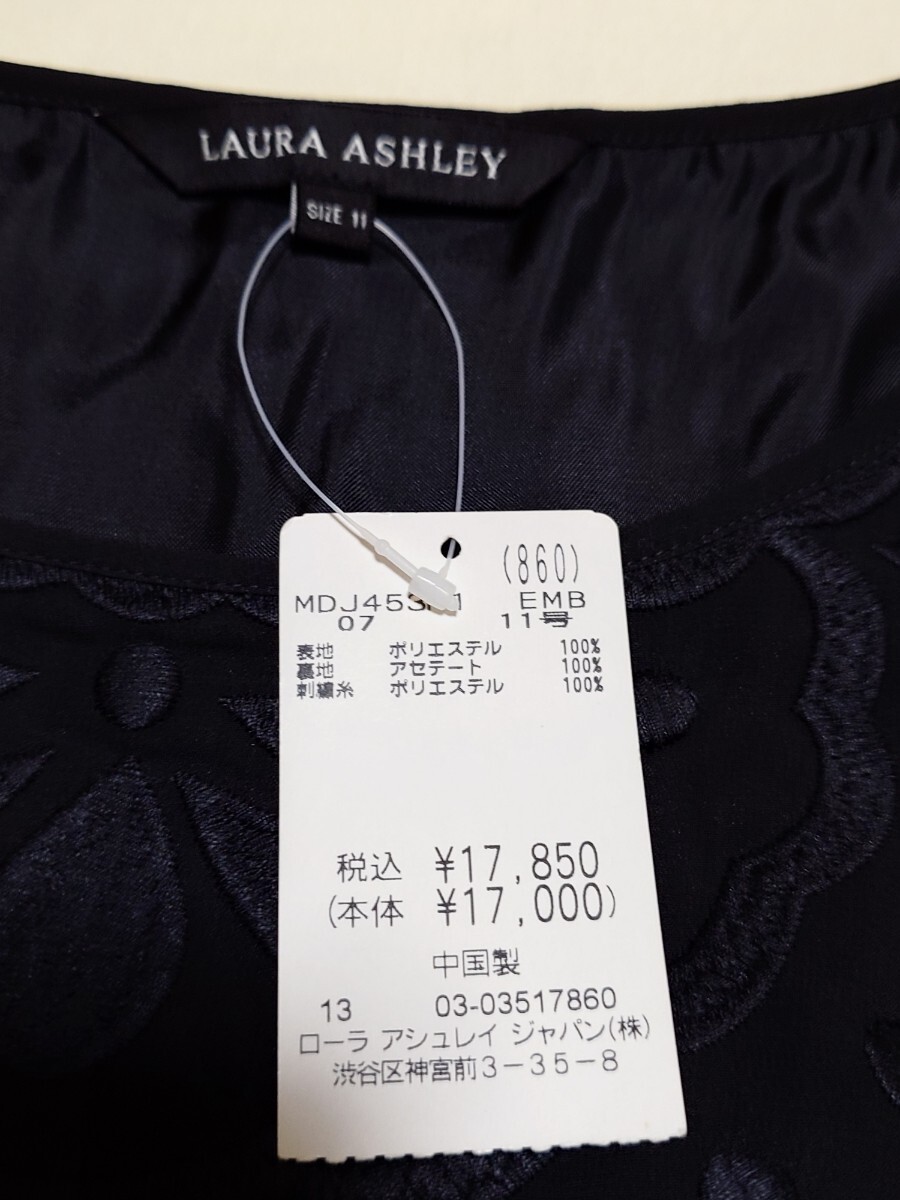 LAURA ASHLEY
SIZE 11
(860)
EMB
07 11号
表地 ポリエステル 100%
裏地 アセテート 100%
刺繍糸 ポリエステル 100%
税込 ¥17,850
(本体 ¥17,000)
中国製
13 03-03517860
ローラ アシュレイ ジャパン(株)
渋谷区神宮前3-35-8